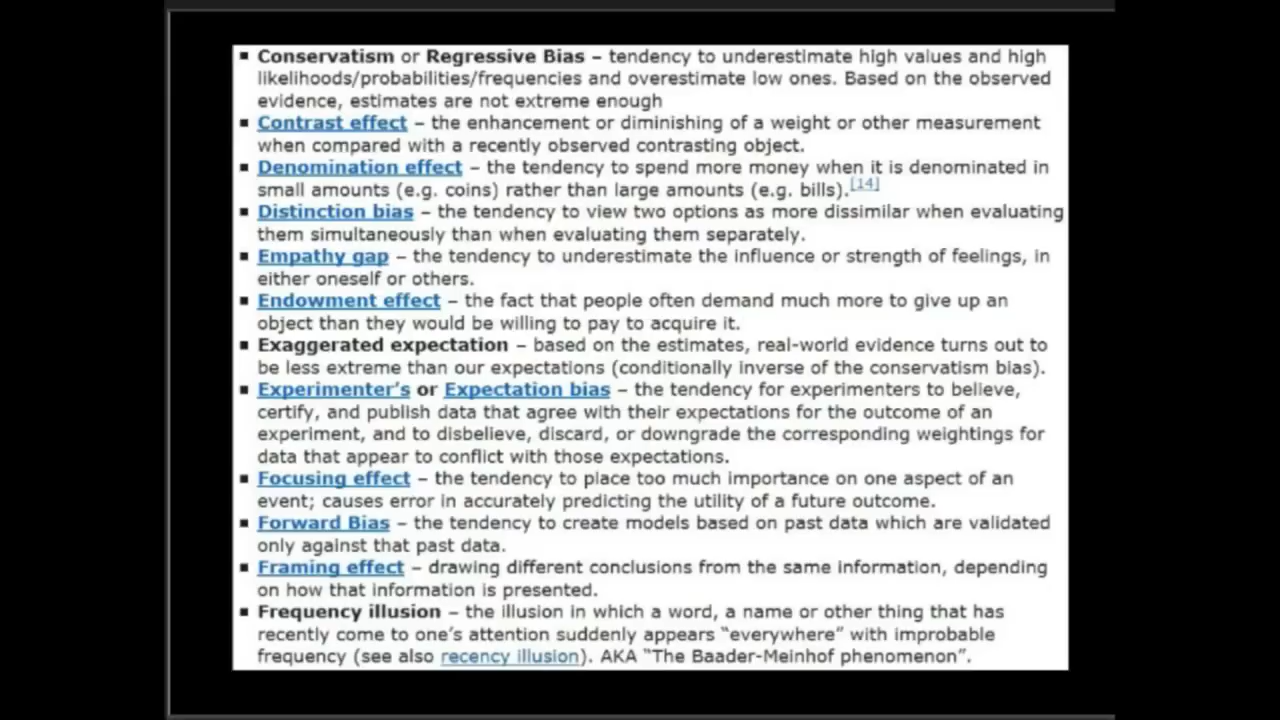 ▪ Conservatism or Regressive Bias – tendency to underestimate high values and high
likelihoods/probabilities/frequencies and overestimate low ones. Based on the observed
evidence, estimates are not extreme enough
▪ Contrast effect – the enhancement or diminishing of a weight or other measurement
when compared with a recently observed contrasting object.
▪ Denomination effect – the tendency to spend more money when it is denominated in
small amounts (e.g. coins) rather than large amounts (e.g. bills).[14]
▪ Distinction bias – the tendency to view two options as more dissimilar when evaluating
them simultaneously than when evaluating them separately.
▪ Empathy gap – the tendency to underestimate the influence or strength of feelings, in
either oneself or others.
▪ Endowment effect – the fact that people often demand much more to give up an
object than they would be willing to pay to acquire it.
▪ Exaggerated expectation – based on the estimates, real-world evidence turns out to
be less extreme than our expectations (conditionally inverse of the conservatism bias).
▪ Experimenter's or Expectation bias – the tendency for experimenters to believe,
certify, and publish data that agree with their expectations for the outcome of an
experiment, and to disbelieve, discard, or downgrade the corresponding weightings for
data that appear to conflict with those expectations.
▪ Focusing effect – the tendency to place too much importance on one aspect of an
event; causes error in accurately predicting the utility of a future outcome.
▪ Forward Bias – the tendency to create models based on past data which are validated
only against that past data.
▪ Framing effect – drawing different conclusions from the same information, depending
on how that information is presented.
▪ Frequency illusion – the illusion in which a word, a name or other thing that has
recently come to one's attention suddenly appears “everywhere” with improbable
frequency (see also recency illusion). AKA “The Baader-Meinhof phenomenon”.